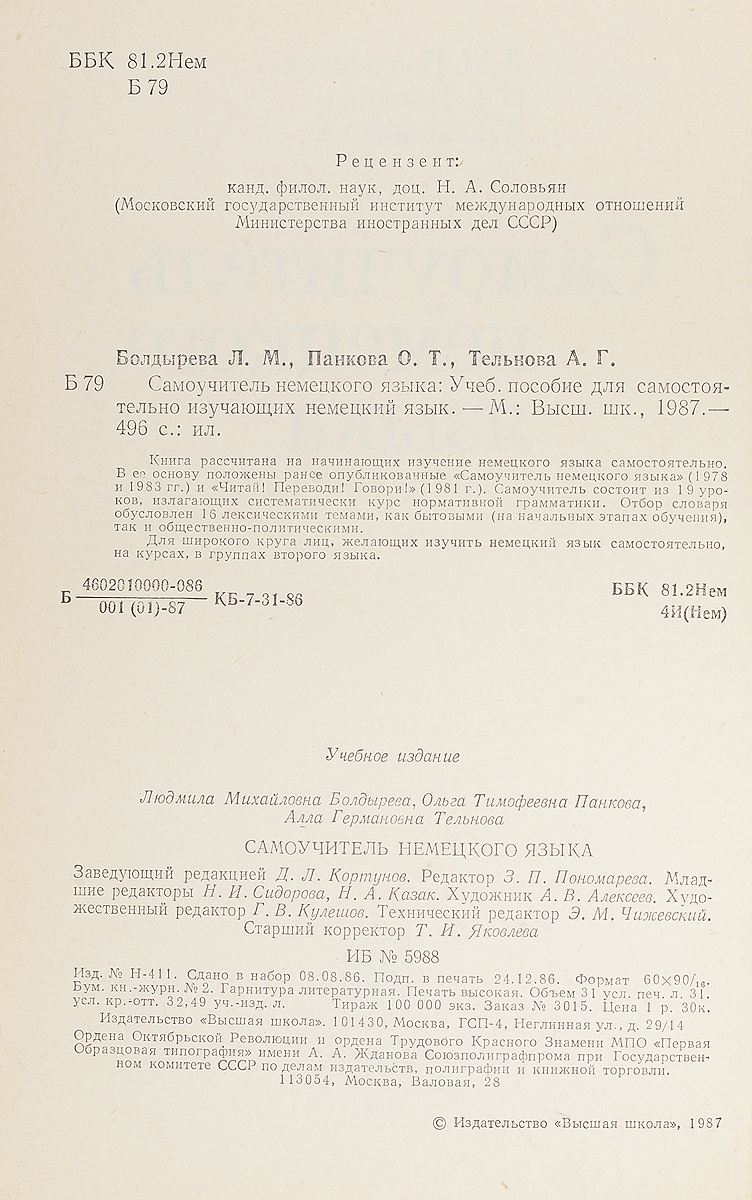 ББК 81.2Нем
Б 79
Рецензент:
канд. филол. наук, доц. Н. А. Соловьян
(Московский государственный институт международных отношений
Министерства иностранных дел СССР)
Болдырева Л. М., Панкова О. Т., Тельнова А. Г.
Б 79 Самоучитель немецкого языка: Учеб. пособие для самостоя-
тельно изучающих немецкий язык. — М.: Высш. шк., 1987.—
496 с.: ил.
Книга рассчитана на начинающих изучение немецкого языка самостоятельно.
В ее основу положены ранее опубликованные «Самоучитель немецкого языка» (1978
и 1983 гг.) и «Читай! Переводи! Говори!» (1981 г.). Самоучитель состоит из 19 уро-
ков, излагающих систематически курс нормативной грамматики. Отбор словаря
обусловлен 16 лексическими темами, как бытовыми (на начальных этапах обучения),
так и общественно-политическими.
Для широкого круга лиц, желающих изучить немецкий язык самостоятельно,
на курсах, в группах второго языка.
Б 4602010000-086
001 (01)-87 КБ-7-31-86
ББК 81.2Нем
4И(Нем)
Учебное издание
Людмила Михайловна Болдырева, Ольга Тимофеевна Панкова,
Алла Германовна Тельнова
САМОУЧИТЕЛЬ НЕМЕЦКОГО ЯЗЫКА
Заведующий редакцией Д. Л. Кортунов. Редактор З. П. Пономарева. Млад-
шие редакторы Н. И. Сидорова, Н. А. Казак. Художник А. В. Алексеев. Худо-
жественный редактор Г. В. Кулешов. Технический редактор Э. М. Чижевский.
Старший корректор Т. И. Яковлева
ИБ № 5988
Изд. № Н-411. Сдано в набор 08.08.86. Подп. в печать 24.12.86. Формат 60×90/16.
Бум. кн.-журн. № 2. Гарнитура литературная. Печать высокая. Объем 31 усл. печ. л. 31.
усл. кр.-отт. 32,49 уч.-изд. л. Тираж 100 000 экз. Заказ № 3015. Цена 1 р. 30к.
Издательство «Высшая школа». 101430, Москва, ГСП-4, Неглинная ул., д. 29/14
Ордена Октябрьской Революции и ордена Трудового Красного Знамени МПО «Первая
Образцовая типография» имени А. А. Жданова Союзполиграфпрома при Государствен-
ном комитете СССР по делам издательств, полиграфии и книжной торговли.
113054, Москва, Валовая, 28
© Издательство «Высшая школа», 1987